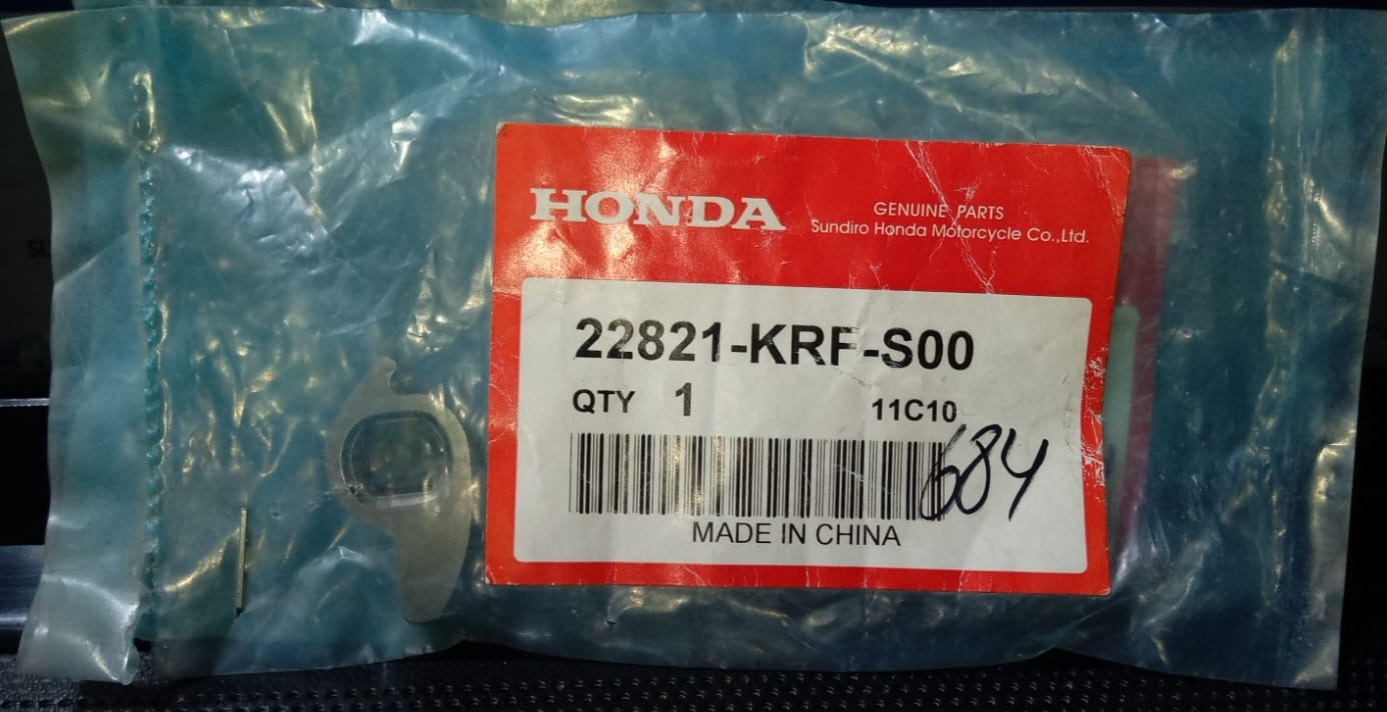 HONDA
GENUINE PARTS
Sundiro Honda Motorcycle Co.,Ltd.
22821-KRF-S00
QTY 1
11C10
684
MADE IN CHINA